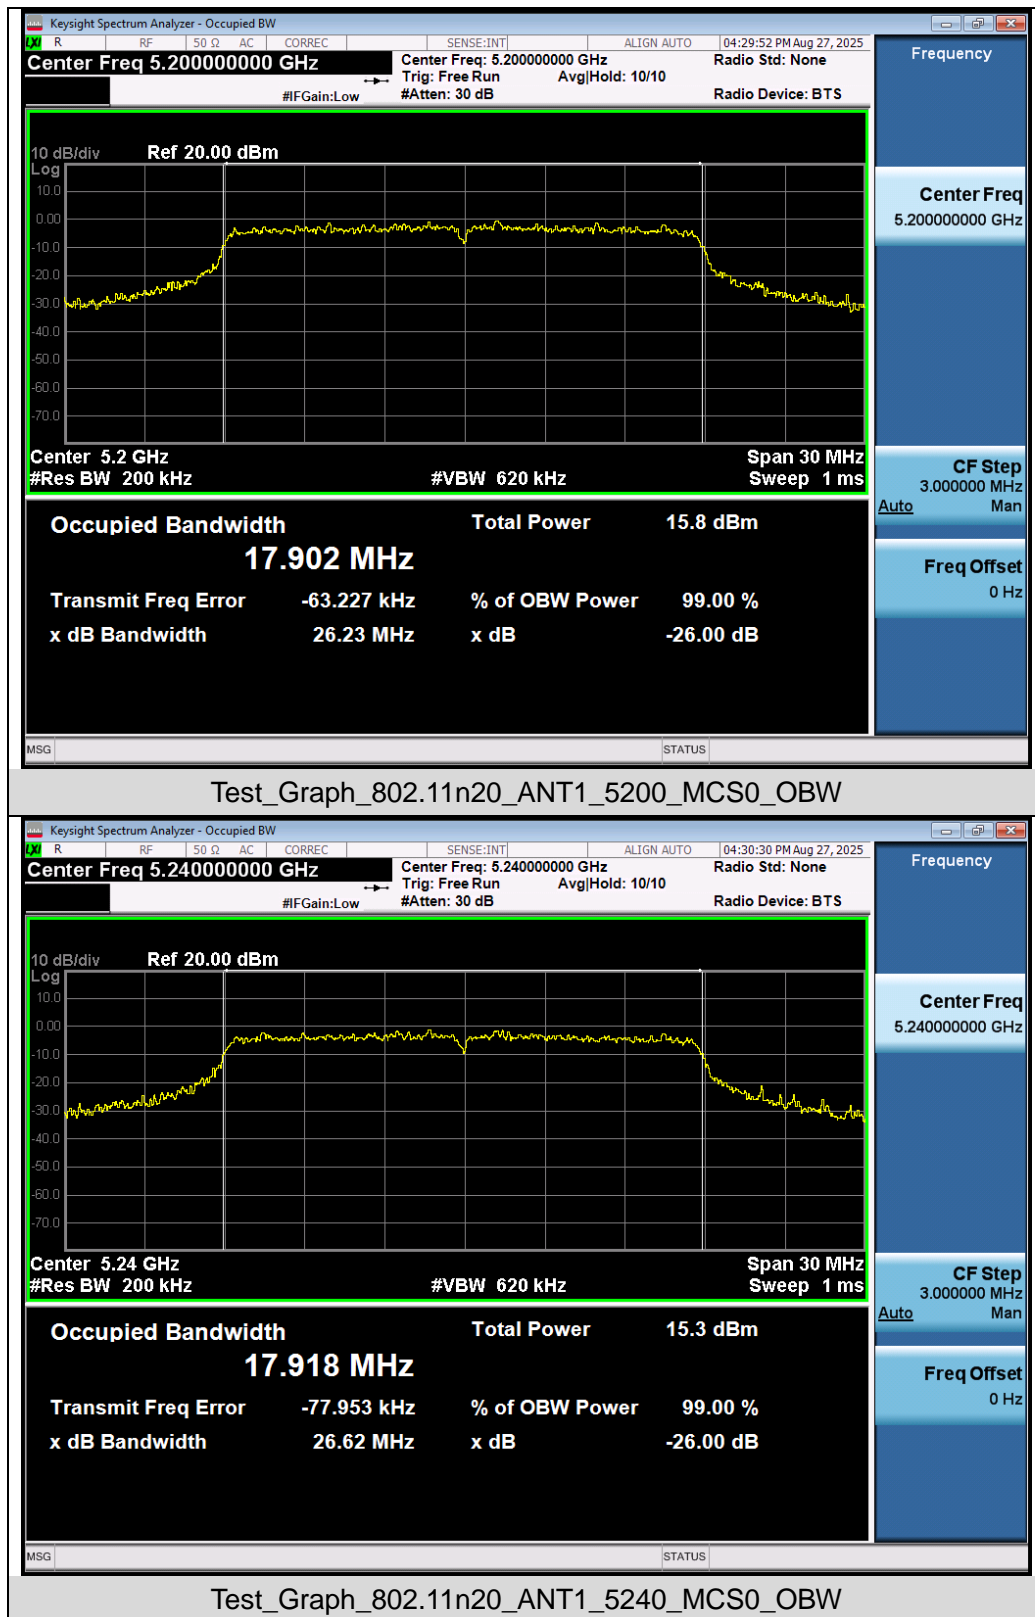 Keysight Spectrum Analyzer - Occupied BW
LXI R RF 50 Ω AC CORREC SENSE:INT ALIGN AUTO 04:29:52 PM Aug 27, 2025
Center Freq 5.200000000 GHz
Center Freq: 5.200000000 GHz Radio Std: None
Trig: Free Run Avg|Hold: 10/10
#IFGain:Low #Atten: 30 dB Radio Device: BTS
Frequency
10 dB/div Ref 20.00 dBm
Log
10.0
0.00
-10.0
-20.0
-30.0
-40.0
-50.0
-60.0
-70.0
Center 5.2 GHz Span 30 MHz
#Res BW 200 kHz #VBW 620 kHz Sweep 1 ms
Center Freq
5.200000000 GHz
CF Step
3.000000 MHz
Auto Man
Freq Offset
0 Hz
Occupied Bandwidth Total Power 15.8 dBm
17.902 MHz
Transmit Freq Error -63.227 kHz % of OBW Power 99.00 %
x dB Bandwidth 26.23 MHz x dB -26.00 dB
MSG STATUS
Test_Graph_802.11n20_ANT1_5200_MCS0_OBW
Keysight Spectrum Analyzer - Occupied BW
LXI R RF 50 Ω AC CORREC SENSE:INT ALIGN AUTO 04:30:30 PM Aug 27, 2025
Center Freq 5.240000000 GHz
Center Freq: 5.240000000 GHz Radio Std: None
Trig: Free Run Avg|Hold: 10/10
#IFGain:Low #Atten: 30 dB Radio Device: BTS
Frequency
10 dB/div Ref 20.00 dBm
Log
10.0
0.00
-10.0
-20.0
-30.0
-40.0
-50.0
-60.0
-70.0
Center 5.24 GHz Span 30 MHz
#Res BW 200 kHz #VBW 620 kHz Sweep 1 ms
Center Freq
5.240000000 GHz
CF Step
3.000000 MHz
Auto Man
Freq Offset
0 Hz
Occupied Bandwidth Total Power 15.3 dBm
17.918 MHz
Transmit Freq Error -77.953 kHz % of OBW Power 99.00 %
x dB Bandwidth 26.62 MHz x dB -26.00 dB
MSG STATUS
Test_Graph_802.11n20_ANT1_5240_MCS0_OBW